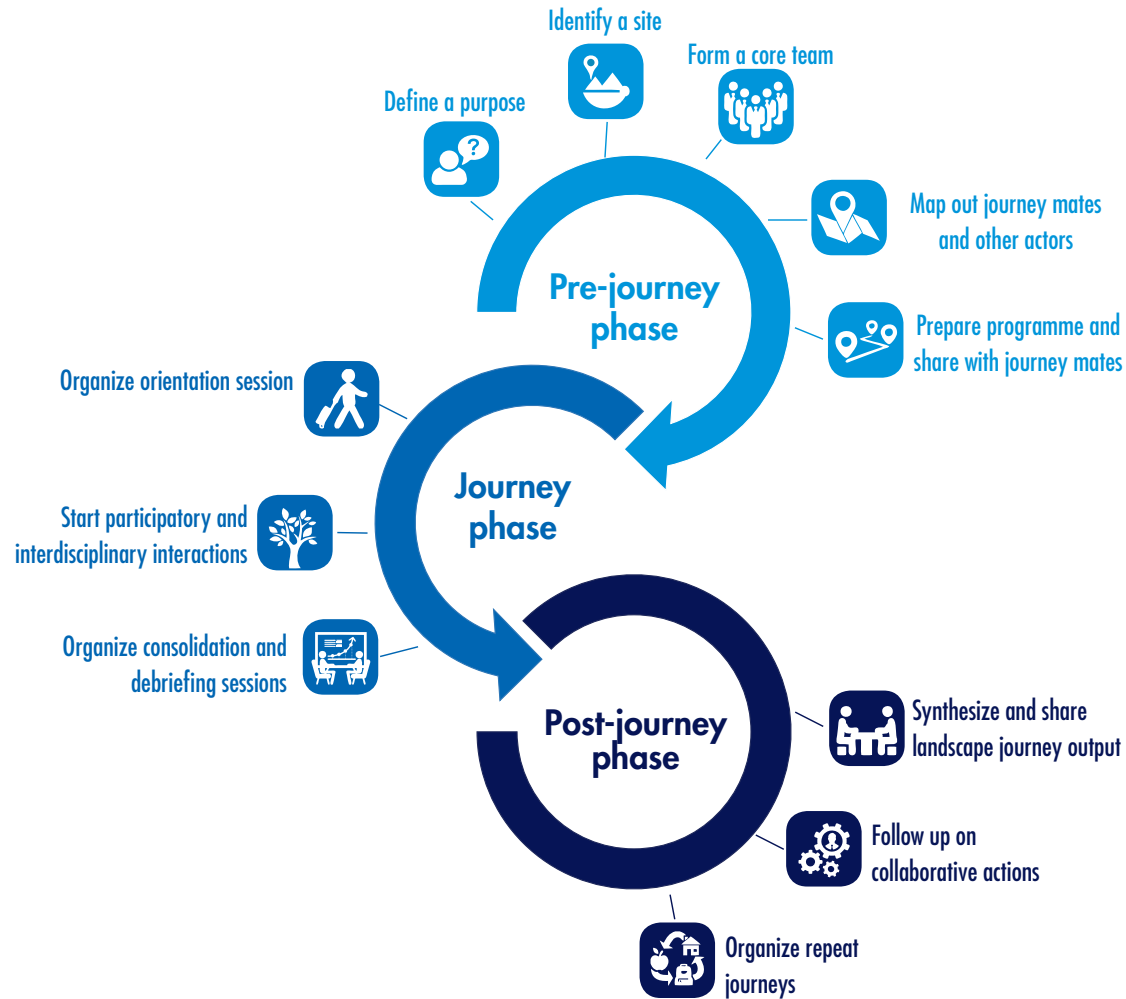 Identify a site
Form a core team
Define a purpose
?
Map out journey mates
and other actors
Pre-journey
phase
Prepare programme and
share with journey mates
Organize orientation session
Journey
phase
Start participatory and
interdisciplinary interactions
Organize consolidation and
debriefing sessions
Post-journey
phase
Synthesize and share
landscape journey output
Follow up on
collaborative actions
Organize repeat
journeys